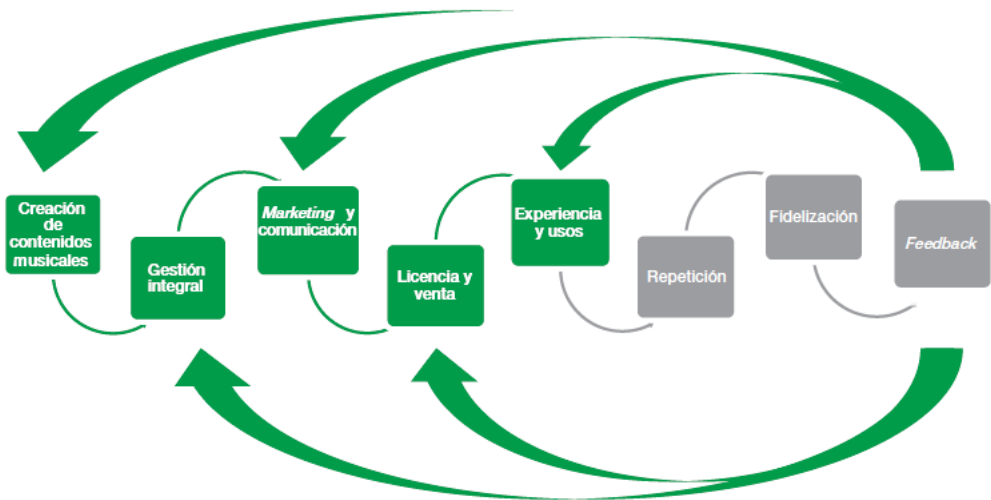 Creación
de
contenidos
musicales
Gestión
integral
Marketing y
comunicación
Licencia y
venta
Experiencia
y usos
Repetición
Fidelización
Feedback